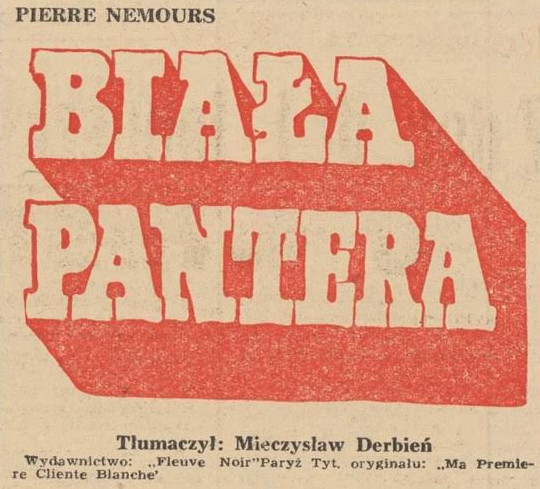 PIERRE NEMOURS
BIAŁA
PANTERA
Tłumaczył: Mieczysław Derbień
Wydawnictwo: „Fleuve Noir"Paryż Tyt. oryginału: „Ma Premie-
re Cliente Blanche'